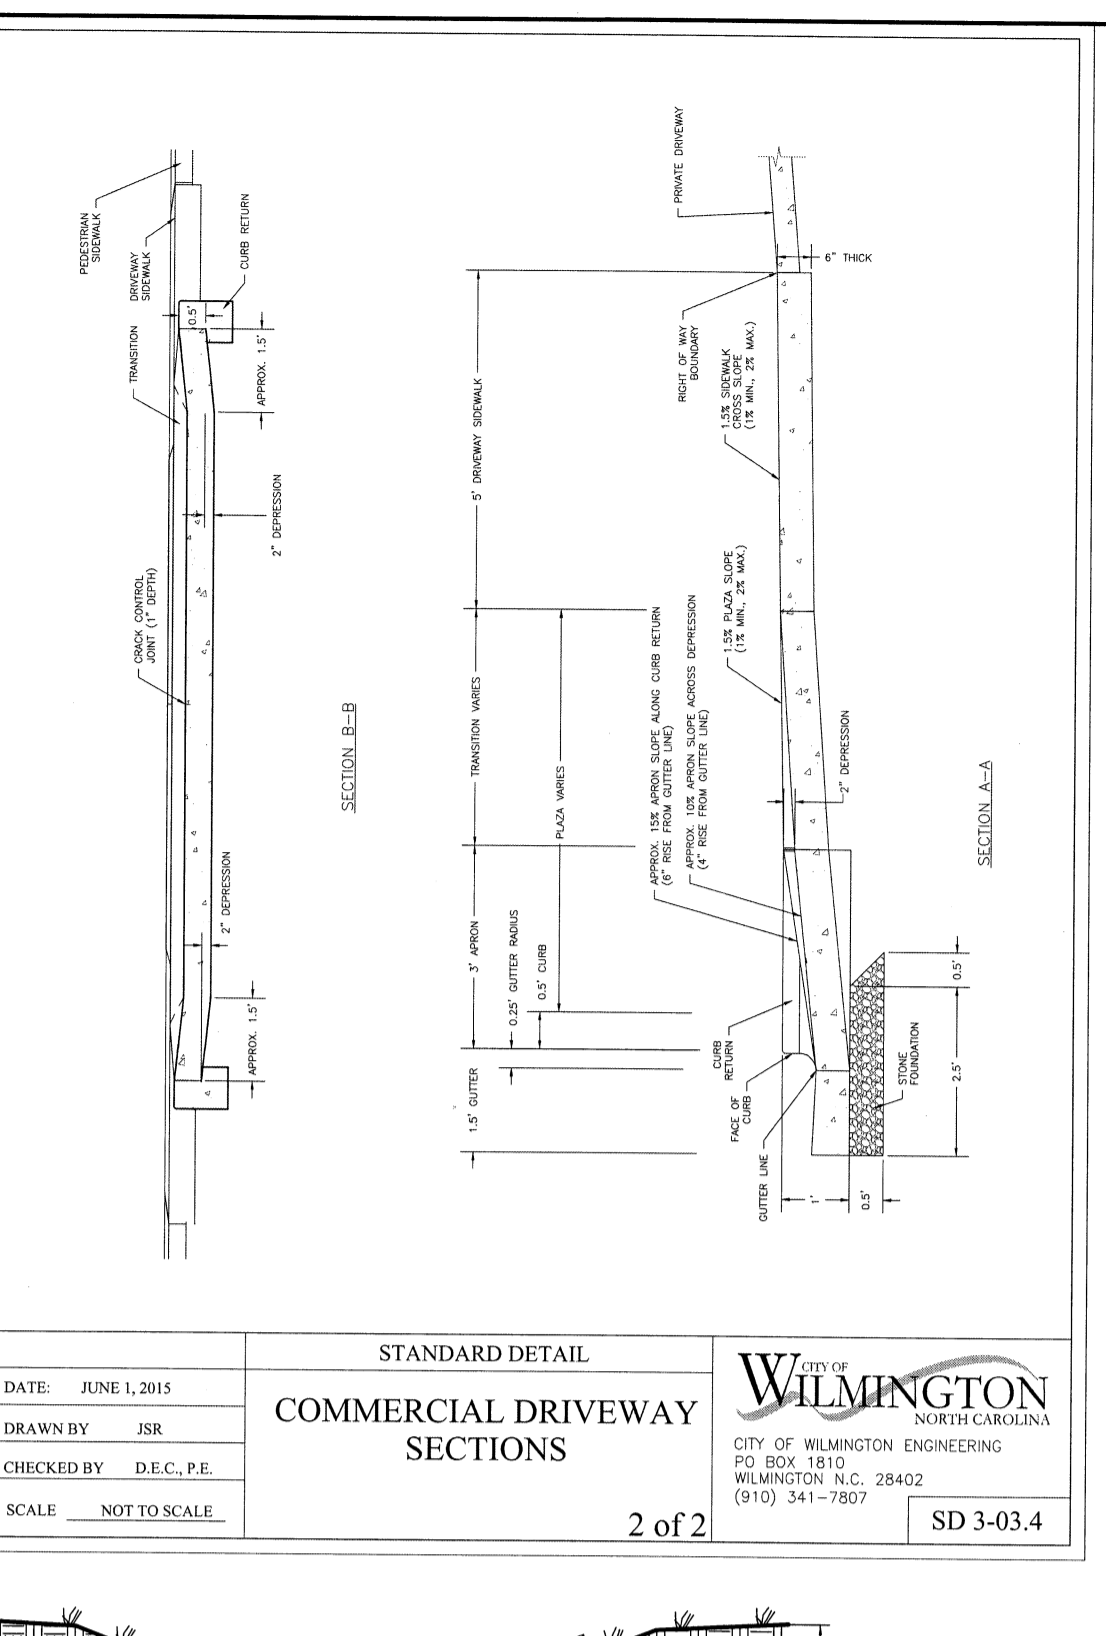 PEDESTRIAN
SIDEWALK
DRIVEWAY
SIDEWALK
TRANSITION
CURB RETURN
0.5'
APPROX. 1.5'
2" DEPRESSION
CRACK CONTROL
JOINT (1" DEPTH)
2" DEPRESSION
APPROX. 1.5'
SECTION B-B
PRIVATE DRIVEWAY
6" THICK
RIGHT OF WAY
BOUNDARY
1.5% SIDEWALK
CROSS SLOPE
(1% MIN., 2% MAX.)
5' DRIVEWAY SIDEWALK
1.5% PLAZA SLOPE
(1% MIN., 2% MAX.)
TRANSITION VARIES
PLAZA VARIES
APPROX. 15% APRON SLOPE ALONG CURB RETURN
(6" RISE FROM GUTTER LINE)
APPROX. 10% APRON SLOPE ACROSS DEPRESSION
(4" RISE FROM GUTTER LINE)
2" DEPRESSION
3' APRON
0.25' GUTTER RADIUS
0.5' CURB
1.5' GUTTER
CURB
RETURN
FACE OF
CURB
GUTTER LINE
1'
0.5'
STONE
FOUNDATION
2.5'
0.5'
SECTION A-A
DATE: JUNE 1, 2015
DRAWN BY JSR
CHECKED BY D.E.C., P.E.
SCALE NOT TO SCALE
STANDARD DETAIL
COMMERCIAL DRIVEWAY
SECTIONS
2 of 2
CITY OF
WILMINGTON
NORTH CAROLINA
CITY OF WILMINGTON ENGINEERING
PO BOX 1810
WILMINGTON N.C. 28402
(910) 341-7807
SD 3-03.4